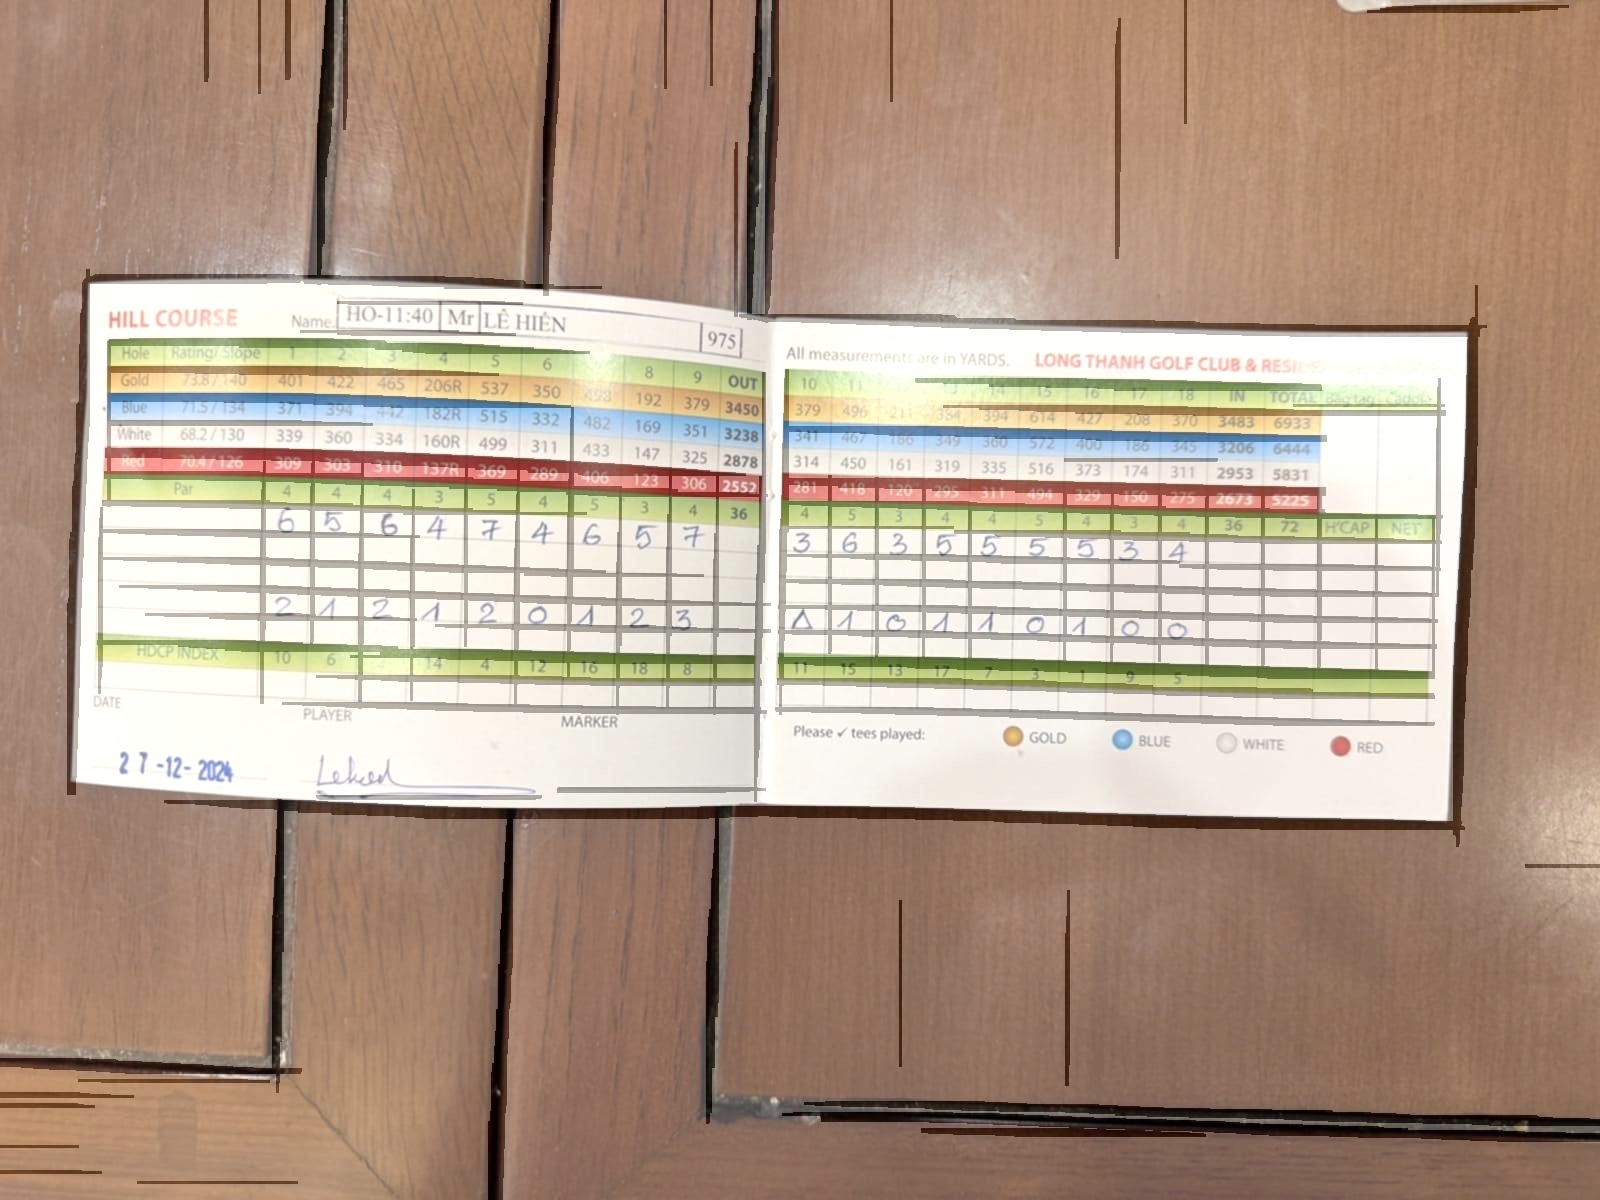 HILL COURSE Name. HO-11:40 Mr LÊ HIỀN 975
Hole Rating/ Slope 1 2 3 4 5 6 8 9 OUT
Gold 73.8 / 140 401 422 465 206R 537 350 498 192 379 3450
Blue 71.5 / 134 371 394 442 182R 515 332 482 169 351 3238
White 68.2 / 130 339 360 334 160R 499 311 433 147 325 2878
Red 70.4 / 126 309 303 310 137R 369 289 406 123 306 2552
Par 4 4 4 3 5 4 5 3 4 36
6 5 6 4 7 4 6 5 7
2 1 2 1 2 0 1 2 3
HDCP INDEX 10 6 2 14 4 12 16 18 8
DATE PLAYER MARKER
27-12-2024
All measurements are in YARDS. LONG THANH GOLF CLUB &
10 11 13 14 15 16 17 18 IN TOTAL Bag tag Caddie
379 496 211 384 394 614 427 208 370 3483 6933
341 467 186 349 360 572 400 186 345 3206 6444
314 450 161 319 335 516 373 174 311 2953 5831
281 418 120 295 311 494 329 150 275 2673 5225
4 5 3 4 4 5 4 3 4 36 72 H'CAP NET
3 6 3 5 5 5 5 3 4
Δ 1 0 1 1 0 1 0 0
11 15 13 17 7 3 1 9 5
Please ✓ tees played: GOLD BLUE WHITE RED